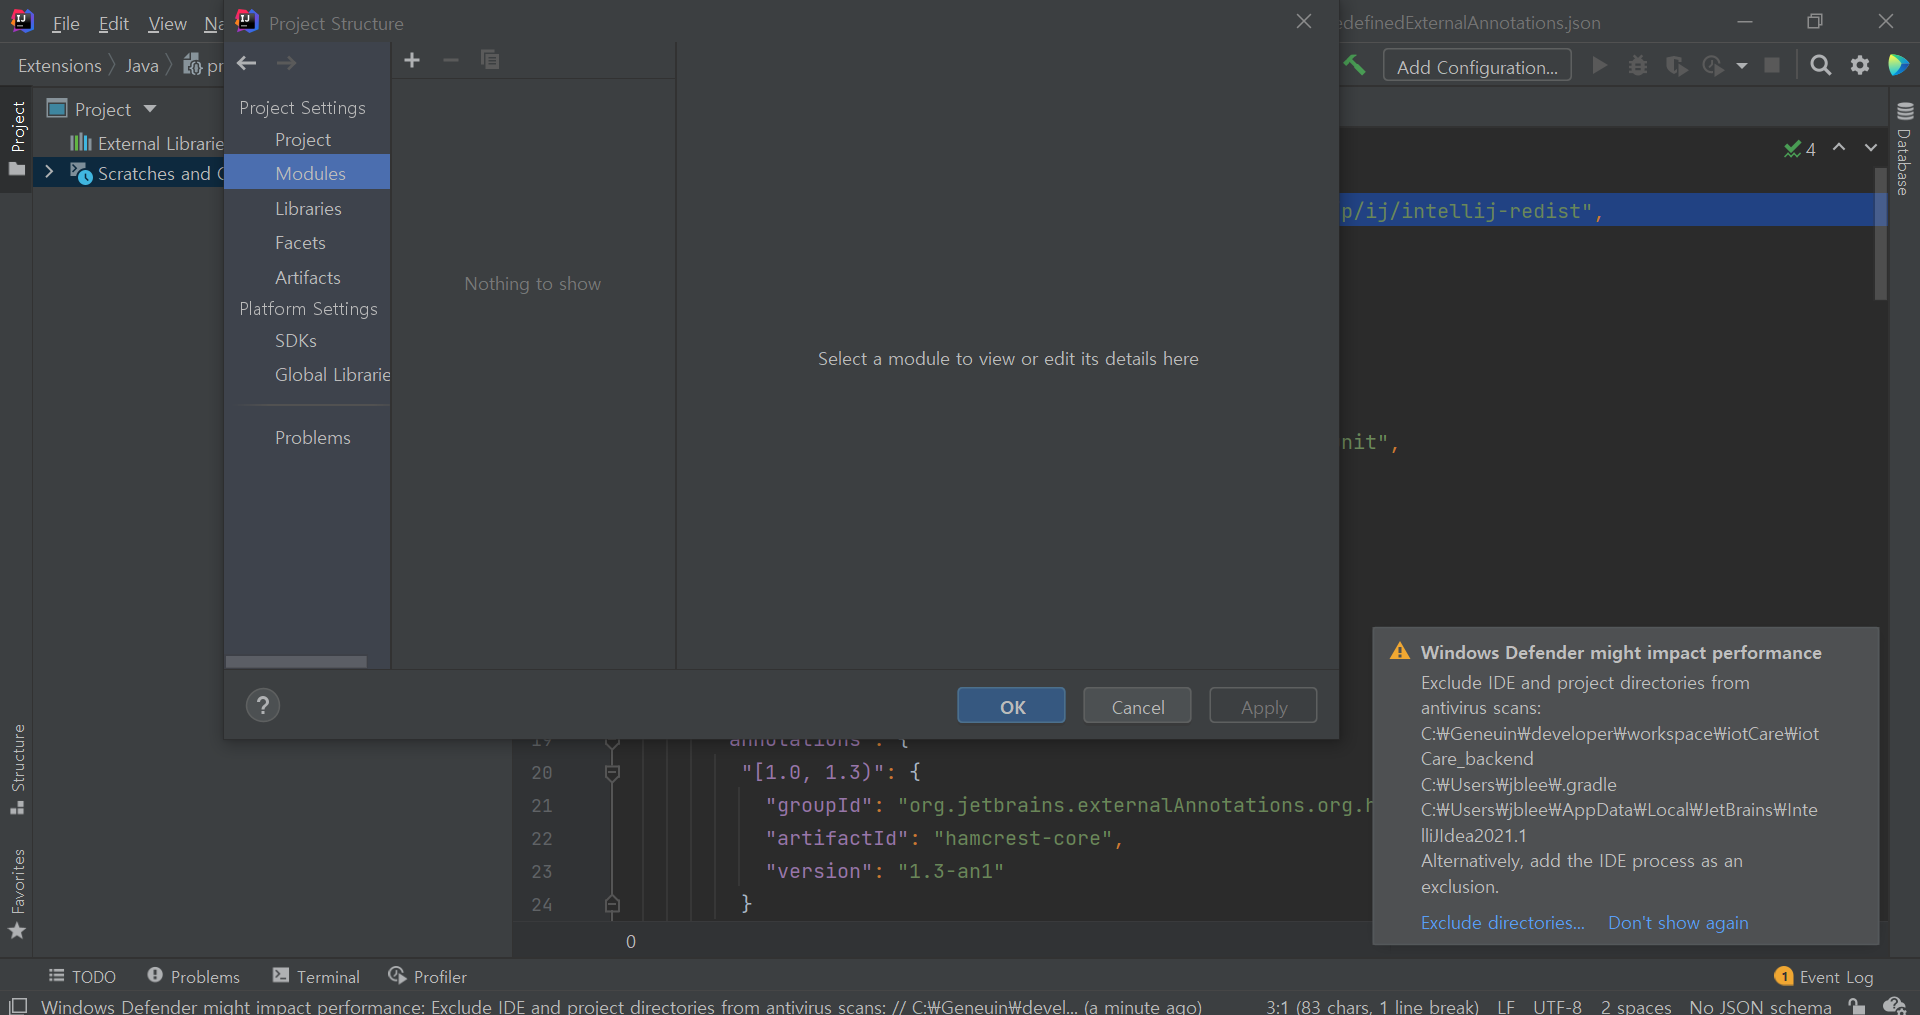 File Edit View Na
Project Structure
definedExternalAnnotations.json
Extensions Java pr
Add Configuration...
Project
Project
External Librarie
Scratches and C
Project Settings
Project
Modules
Libraries
Facets
Artifacts
Platform Settings
SDKs
Global Librarie
Problems
Nothing to show
Select a module to view or edit its details here
OK Cancel Apply
?
4
Database
p/ij/intellij-redist",
nit",
19 annotations : {
20 "[1.0, 1.3)": {
21 "groupId": "org.jetbrains.externalAnnotations.org.h
22 "artifactId": "hamcrest-core",
23 "version": "1.3-an1"
24 }
0
Windows Defender might impact performance
Exclude IDE and project directories from
antivirus scans:
C:₩Geneuin₩developer₩workspace₩iotCare₩iot
Care_backend
C:₩Users₩jblee₩.gradle
C:₩Users₩jblee₩AppData₩Local₩JetBrains₩Inte
lliJIdea2021.1
Alternatively, add the IDE process as an
exclusion.
Exclude directories... Don't show again
Structure
Favorites
TODO Problems Terminal Profiler
1 Event Log
Windows Defender might impact performance: Exclude IDE and project directories from antivirus scans: // C:₩Geneuin₩devel... (a minute ago) 3:1 (83 chars, 1 line break) LF UTF-8 2 spaces No JSON schema